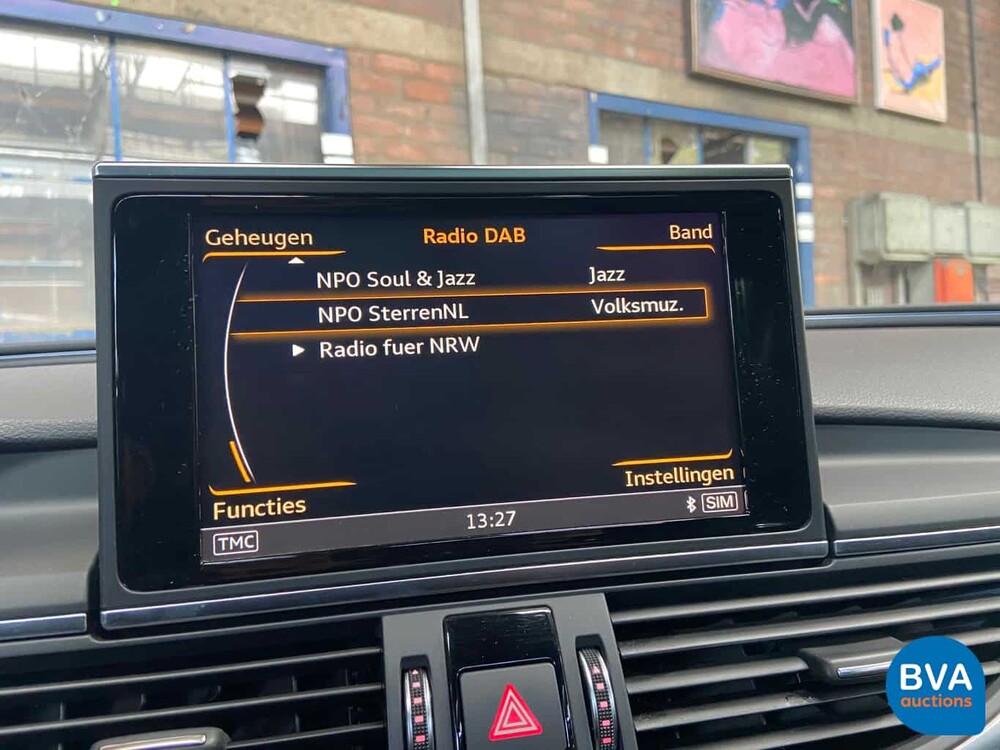 Geheugen Radio DAB Band
NPO Soul & Jazz Jazz
NPO SterrenNL Volksmuz.
Radio fuer NRW
Instellingen
Functies
TMC 13:27 SIM
BVA
auctions